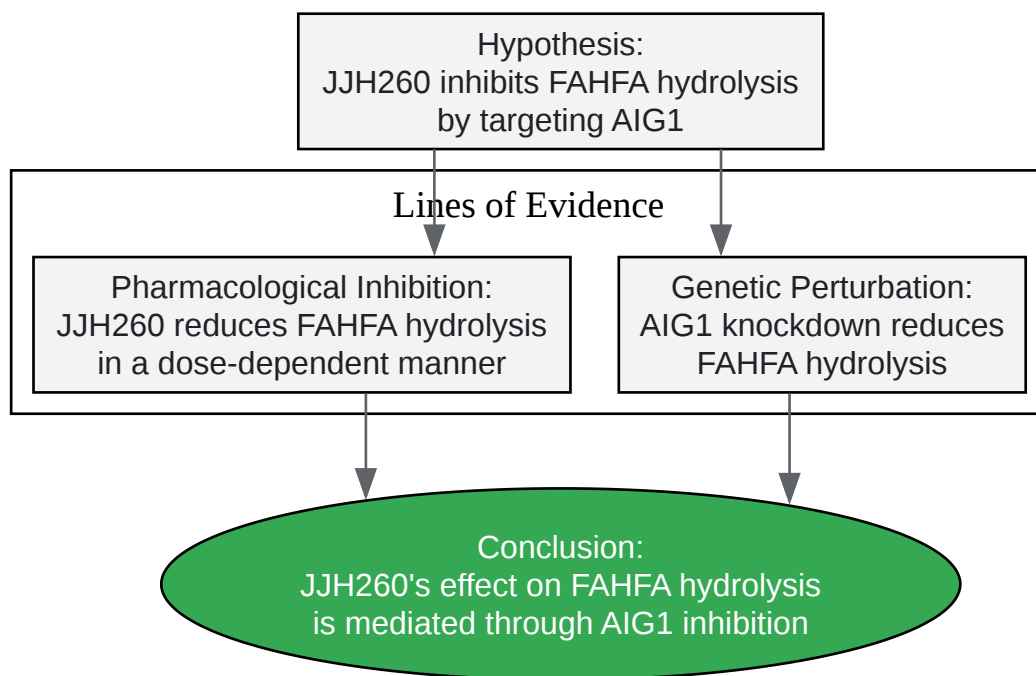 Hypothesis:
JJH260 inhibits FAHFA hydrolysis
by targeting AIG1
Lines of Evidence
Pharmacological Inhibition:
JJH260 reduces FAHFA hydrolysis
in a dose-dependent manner
Genetic Perturbation:
AIG1 knockdown reduces
FAHFA hydrolysis
Conclusion:
JJH260's effect on FAHFA hydrolysis
is mediated through AIG1 inhibition